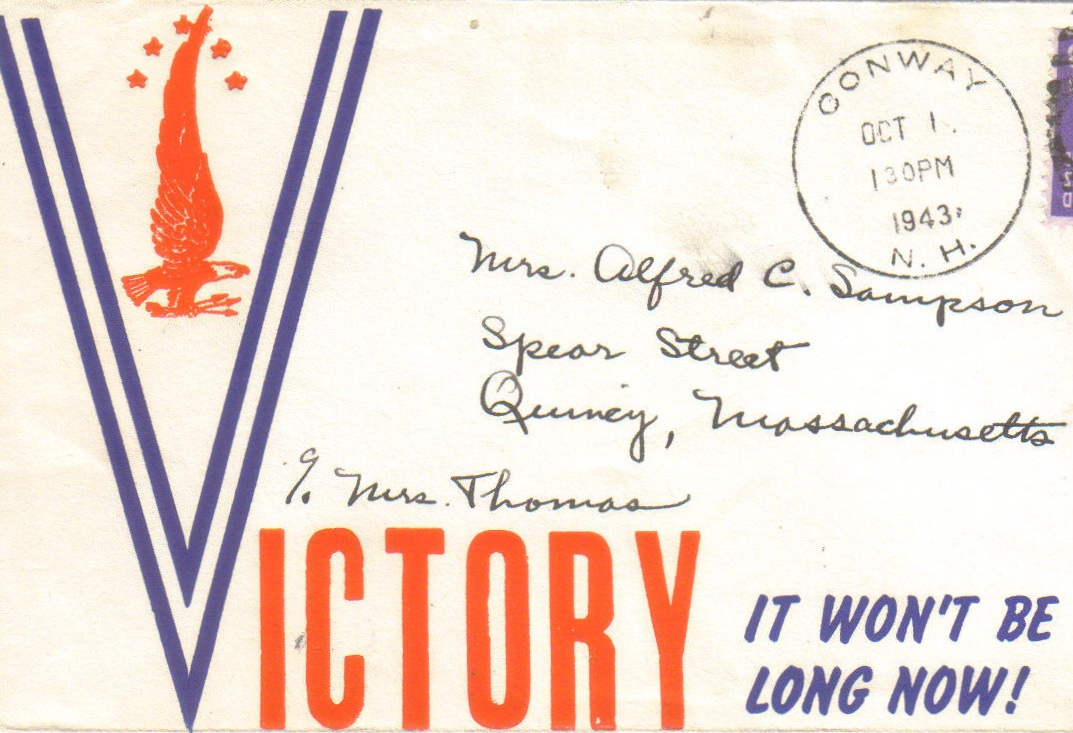 CONWAY
OCT 1
130PM
1943
N. H.
Mrs. Alfred C. Sampson
Spear Street
Quincy, Massachusetts
℅ Mrs. Thomas
VICTORY
IT WON'T BE
LONG NOW!